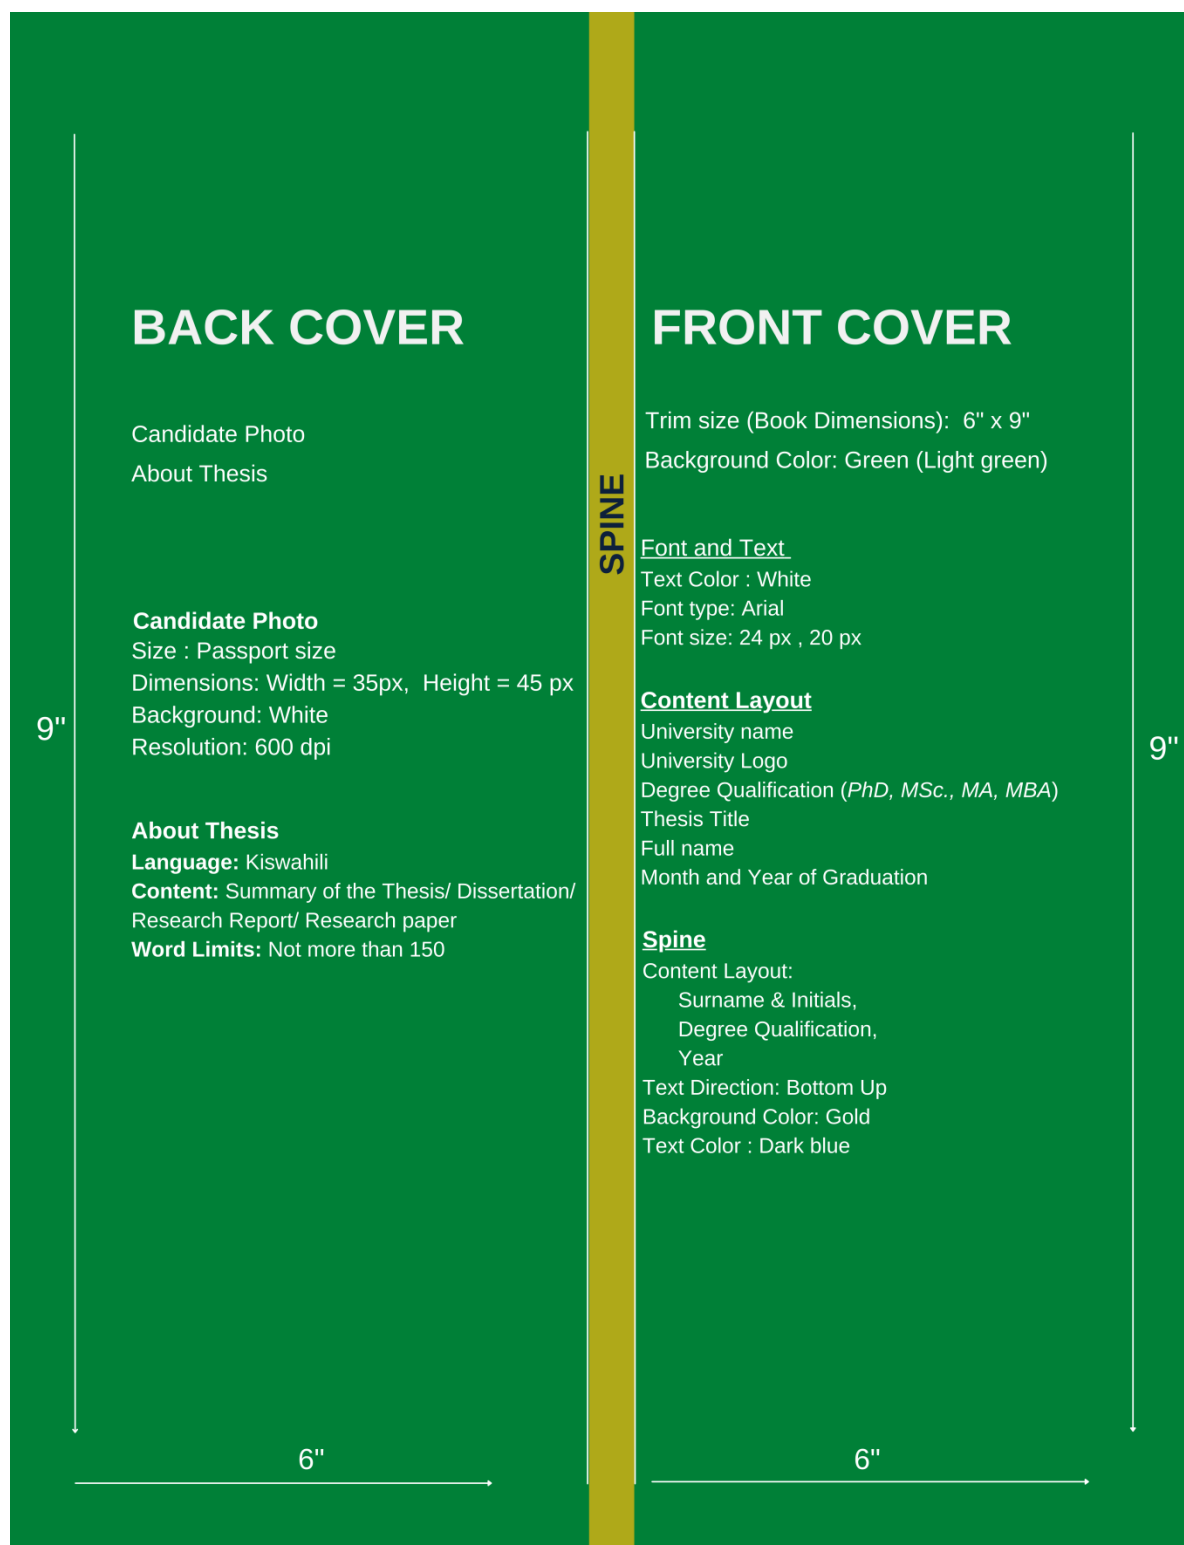 BACK COVER
Candidate Photo
About Thesis
Candidate Photo
Size : Passport size
Dimensions: Width = 35px, Height = 45 px
Background: White
Resolution: 600 dpi
About Thesis
Language: Kiswahili
Content: Summary of the Thesis/ Dissertation/
Research Report/ Research paper
Word Limits: Not more than 150
9"
6"
SPINE
FRONT COVER
Trim size (Book Dimensions): 6" x 9"
Background Color: Green (Light green)
Font and Text
Text Color : White
Font type: Arial
Font size: 24 px , 20 px
Content Layout
University name
University Logo
Degree Qualification (PhD, MSc., MA, MBA)
Thesis Title
Full name
Month and Year of Graduation
Spine
Content Layout:
Surname & Initials,
Degree Qualification,
Year
Text Direction: Bottom Up
Background Color: Gold
Text Color : Dark blue
9"
6"